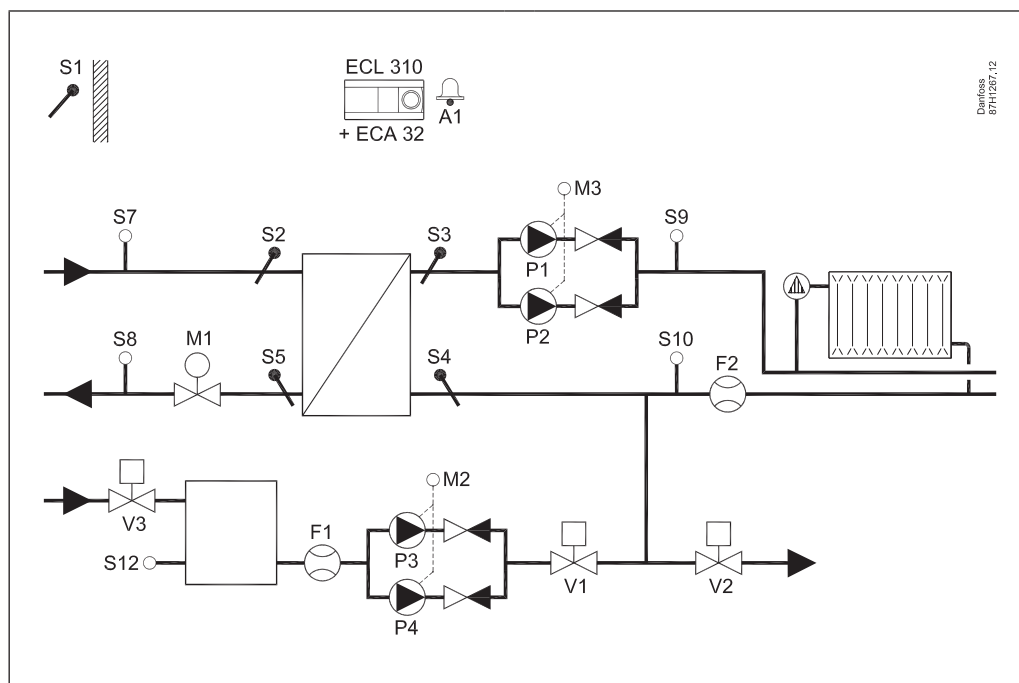 S1
ECL 310
A1
+ ECA 32
Danfoss
87H1267.12
M3
S7
S2
S3
S9
P1
P2
S8
M1
S5
S4
S10
F2
M2
V3
S12
F1
P3
P4
V1
V2